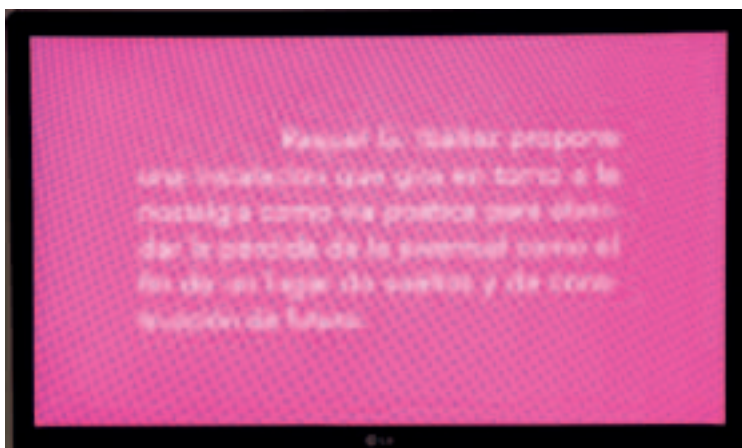 propone
una instalación que gira en torno a la
nostalgia como vía poética para abor-
dar la pérdida de la juventud como el
fin de un lugar de sueños y de cons-
trucción de futuro.
LG